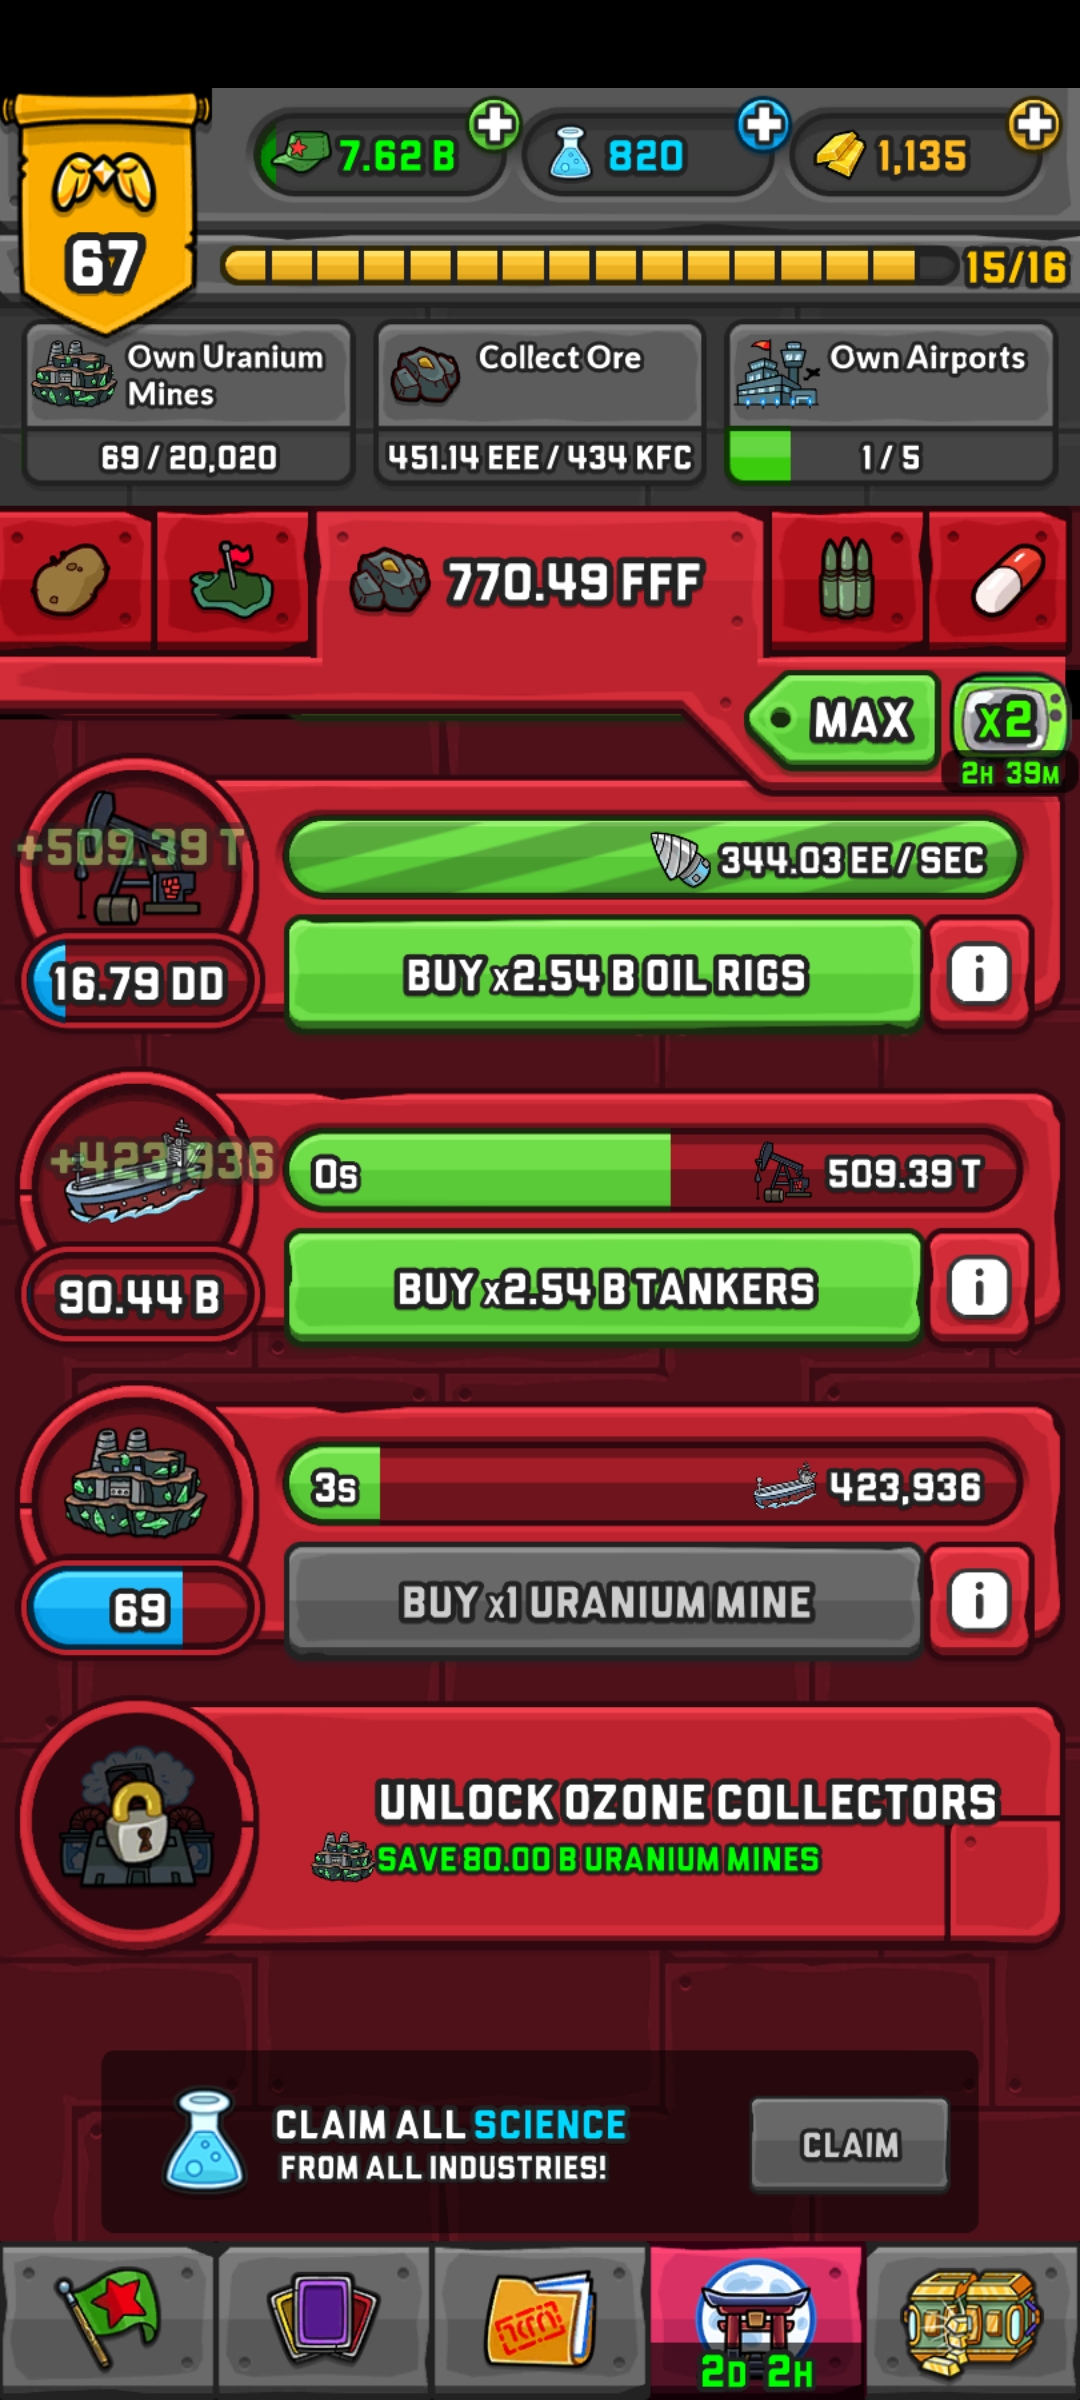 7.62 B
820
1,135
67
15/16
Own Uranium
Mines
69 / 20,020
Collect Ore
451.14 EEE / 434 KFC
Own Airports
1 / 5
770.49 FFF
MAX
x2
2H 39M
+509.39 T
344.03 EE / SEC
16.79 DD
BUY x2.54 B OIL RIGS
i
+423,936
0s
509.39 T
90.44 B
BUY x2.54 B TANKERS
i
3s
423,936
69
BUY x1 URANIUM MINE
i
UNLOCK OZONE COLLECTORS
SAVE 80.00 B URANIUM MINES
CLAIM ALL SCIENCE
FROM ALL INDUSTRIES!
CLAIM
2D 2H